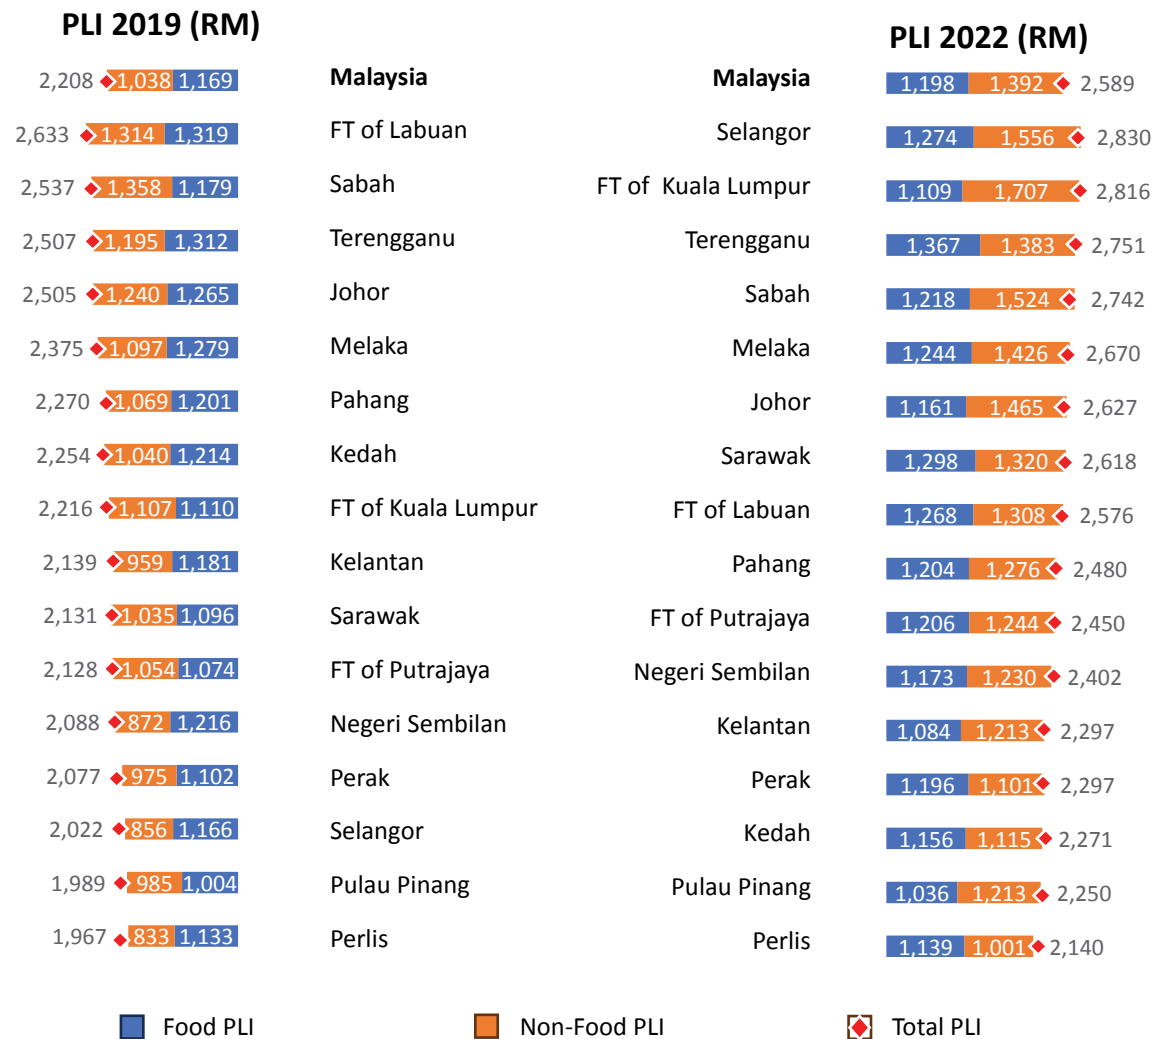 PLI 2019 (RM)
2,208 1,038 1,169 Malaysia
2,633 1,314 1,319 FT of Labuan
2,537 1,358 1,179 Sabah
2,507 1,195 1,312 Terengganu
2,505 1,240 1,265 Johor
2,375 1,097 1,279 Melaka
2,270 1,069 1,201 Pahang
2,254 1,040 1,214 Kedah
2,216 1,107 1,110 FT of Kuala Lumpur
2,139 959 1,181 Kelantan
2,131 1,035 1,096 Sarawak
2,128 1,054 1,074 FT of Putrajaya
2,088 872 1,216 Negeri Sembilan
2,077 975 1,102 Perak
2,022 856 1,166 Selangor
1,989 985 1,004 Pulau Pinang
1,967 833 1,133 Perlis
PLI 2022 (RM)
Malaysia 1,198 1,392 2,589
Selangor 1,274 1,556 2,830
FT of Kuala Lumpur 1,109 1,707 2,816
Terengganu 1,367 1,383 2,751
Sabah 1,218 1,524 2,742
Melaka 1,244 1,426 2,670
Johor 1,161 1,465 2,627
Sarawak 1,298 1,320 2,618
FT of Labuan 1,268 1,308 2,576
Pahang 1,204 1,276 2,480
FT of Putrajaya 1,206 1,244 2,450
Negeri Sembilan 1,173 1,230 2,402
Kelantan 1,084 1,213 2,297
Perak 1,196 1,101 2,297
Kedah 1,156 1,115 2,271
Pulau Pinang 1,036 1,213 2,250
Perlis 1,139 1,001 2,140
Food PLI Non-Food PLI Total PLI